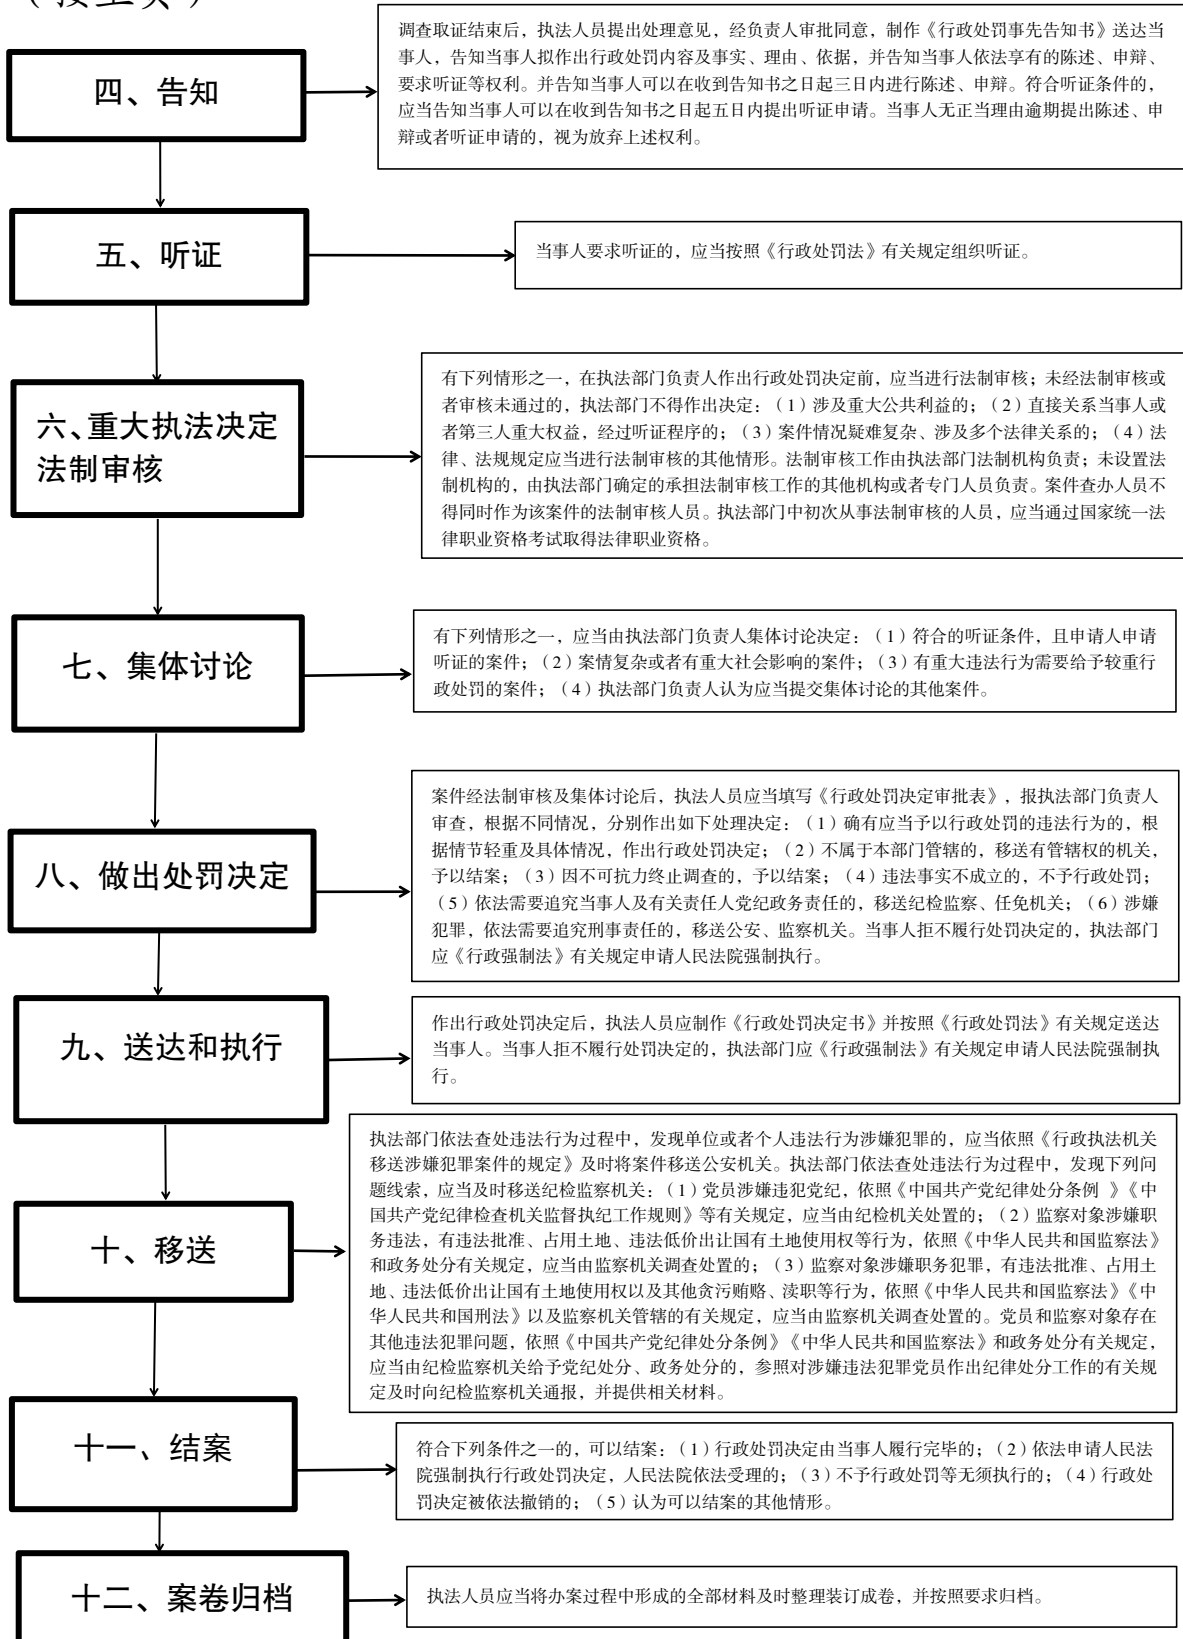 （接上页）
四、告知
调查取证结束后，执法人员提出处理意见，经负责人审批同意，制作《行政处罚事先告知书》送达当
事人，告知当事人拟作出行政处罚内容及事实、理由、依据，并告知当事人依法享有的陈述、申辩、
要求听证等权利。并告知当事人可以在收到告知书之日起三日内进行陈述、申辩。符合听证条件的，
应当告知当事人可以在收到告知书之日起五日内提出听证申请。当事人无正当理由逾期提出陈述、申
辩或者听证申请的，视为放弃上述权利。
五、听证
当事人要求听证的，应当按照《行政处罚法》有关规定组织听证。
六、重大执法决定
法制审核
有下列情形之一，在执法部门负责人作出行政处罚决定前，应当进行法制审核；未经法制审核或
者审核未通过的，执法部门不得作出决定：（1）涉及重大公共利益的；（2）直接关系当事人或
者第三人重大权益，经过听证程序的；（3）案件情况疑难复杂、涉及多个法律关系的；（4）法
律、法规规定应当进行法制审核的其他情形。法制审核工作由执法部门法制机构负责；未设置法
制机构的，由执法部门确定的承担法制审核工作的其他机构或者专门人员负责。案件查办人员不
得同时作为该案件的法制审核人员。执法部门中初次从事法制审核的人员，应当通过国家统一法
律职业资格考试取得法律职业资格。
七、集体讨论
有下列情形之一，应当由执法部门负责人集体讨论决定：（1）符合的听证条件，且申请人申请
听证的案件；（2）案情复杂或者有重大社会影响的案件；（3）有重大违法行为需要给予较重行
政处罚的案件；（4）执法部门负责人认为应当提交集体讨论的其他案件。
八、做出处罚决定
案件经法制审核及集体讨论后，执法人员应当填写《行政处罚决定审批表》，报执法部门负责人
审查，根据不同情况，分别作出如下处理决定：（1）确有应当予以行政处罚的违法行为的，根
据情节轻重及具体情况，作出行政处罚决定；（2）不属于本部门管辖的，移送有管辖权的机关，
予以结案；（3）因不可抗力终止调查的，予以结案；（4）违法事实不成立的，不予行政处罚；
（5）依法需要追究当事人及有关责任人党纪政务责任的，移送纪检监察、任免机关；（6）涉嫌
犯罪，依法需要追究刑事责任的，移送公安、监察机关。当事人拒不履行处罚决定的，执法部门
应《行政强制法》有关规定申请人民法院强制执行。
九、送达和执行
作出行政处罚决定后，执法人员应制作《行政处罚决定书》并按照《行政处罚法》有关规定送达
当事人。当事人拒不履行处罚决定的，执法部门应《行政强制法》有关规定申请人民法院强制执
行。
十、移送
执法部门依法查处违法行为过程中，发现单位或者个人违法行为涉嫌犯罪的，应当依照《行政执法机关
移送涉嫌犯罪案件的规定》及时将案件移送公安机关。执法部门依法查处违法行为过程中，发现下列问
题线索，应当及时移送纪检监察机关：（1）党员涉嫌违犯党纪，依照《中国共产党纪律处分条例 》《中
国共产党纪律检查机关监督执纪工作规则》等有关规定，应当由纪检机关处置的；（2）监察对象涉嫌职
务违法，有违法批准、占用土地、违法低价出让国有土地使用权等行为，依照《中华人民共和国监察法》
和政务处分有关规定，应当由监察机关调查处置的；（3）监察对象涉嫌职务犯罪，有违法批准、占用土
地、违法低价出让国有土地使用权以及其他贪污贿赂、渎职等行为，依照《中华人民共和国监察法》《中
华人民共和国刑法》以及监察机关管辖的有关规定，应当由监察机关调查处置的。党员和监察对象存在
其他违法犯罪问题，依照《中国共产党纪律处分条例》《中华人民共和国监察法》和政务处分有关规定，
应当由纪检监察机关给予党纪处分、政务处分的，参照对涉嫌违法犯罪党员作出纪律处分工作的有关规
定及时向纪检监察机关通报，并提供相关材料。
十一、结案
符合下列条件之一的，可以结案：（1）行政处罚决定由当事人履行完毕的；（2）依法申请人民法
院强制执行行政处罚决定，人民法院依法受理的；（3）不予行政处罚等无须执行的；（4）行政处
罚决定被依法撤销的；（5）认为可以结案的其他情形。
十二、案卷归档
执法人员应当将办案过程中形成的全部材料及时整理装订成卷，并按照要求归档。